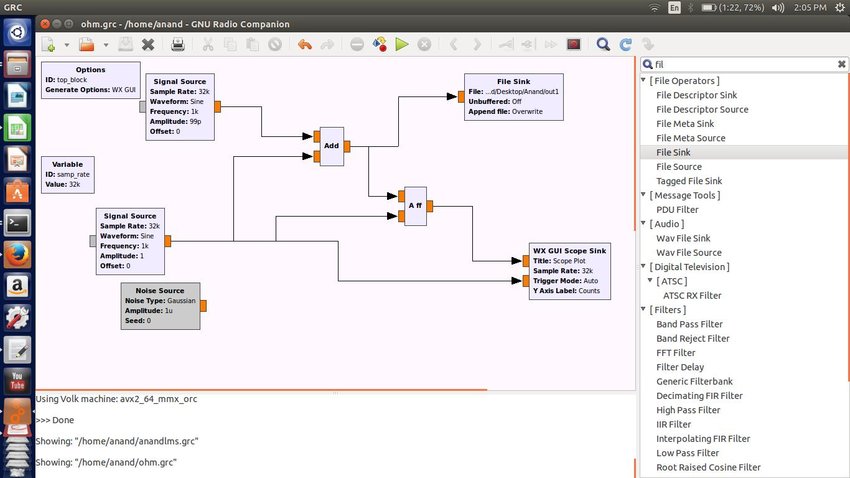 GRC
En
(1:22, 72%)
2:05 PM
ohm.grc - /home/anand - GNU Radio Companion
Options
ID: top_block
Generate Options: WX GUI
Signal Source
Sample Rate: 32k
Waveform: Sine
Frequency: 1k
Amplitude: 99p
Offset: 0
File Sink
File: ...d/Desktop/Anand/out1
Unbuffered: Off
Append file: Overwrite
Add
Variable
ID: samp_rate
Value: 32k
A ff
Signal Source
Sample Rate: 32k
Waveform: Sine
Frequency: 1k
Amplitude: 1
Offset: 0
WX GUI Scope Sink
Title: Scope Plot
Sample Rate: 32k
Trigger Mode: Auto
Y Axis Label: Counts
Noise Source
Noise Type: Gaussian
Amplitude: 1u
Seed: 0
Using Volk machine: avx2_64_mmx_orc
>>> Done
Showing: "/home/anand/anandlms.grc"
Showing: "/home/anand/ohm.grc"
fil
[ File Operators ]
File Descriptor Sink
File Descriptor Source
File Meta Sink
File Meta Source
File Sink
File Source
Tagged File Sink
[ Message Tools ]
PDU Filter
[ Audio ]
Wav File Sink
Wav File Source
[ Digital Television ]
[ ATSC ]
ATSC RX Filter
[ Filters ]
Band Pass Filter
Band Reject Filter
FFT Filter
Filter Delay
Generic Filterbank
Decimating FIR Filter
High Pass Filter
IIR Filter
Interpolating FIR Filter
Low Pass Filter
Root Raised Cosine Filter
You
Tube